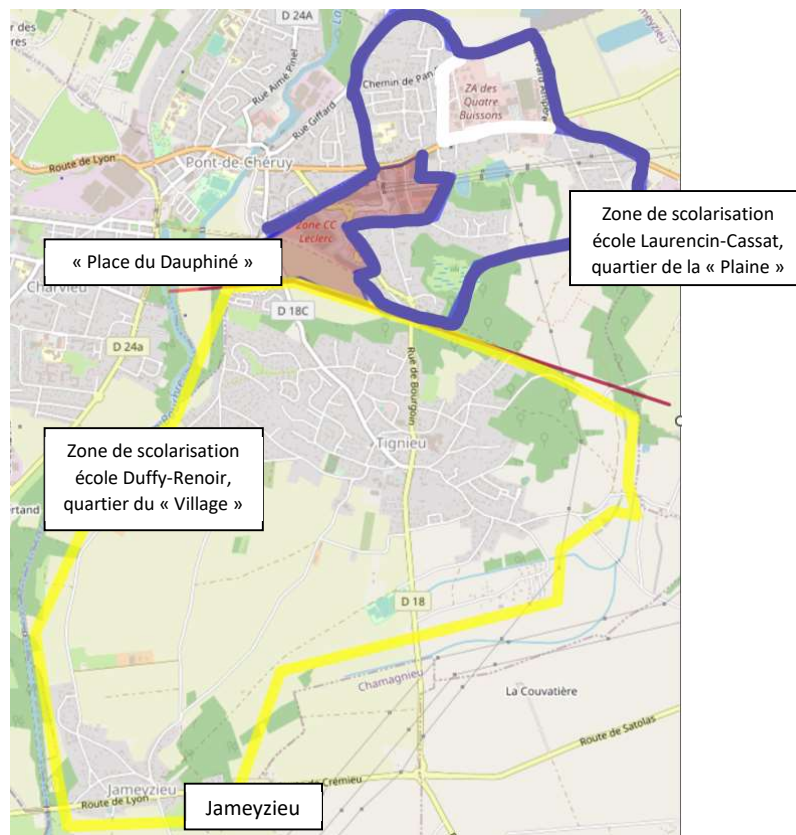 D 24A
Rue Aimé Pinel
Chemin de Pan
ZA des
Quatre
Buissons
Rue Giffard
Route de Lyon
Pont-de-Chéruy
Zone CC
Leclerc
Zone de scolarisation
école Laurencin-Cassat,
quartier de la « Plaine »
« Place du Dauphiné »
Charvieu
D 18C
D 24a
Rue de Bourgoin
Tignieu
Zone de scolarisation
école Duffy-Renoir,
quartier du « Village »
D 18
Chamagnieu
La Couvatière
Route de Satolas
Jameyzieu
de Crémieu
Route de Lyon
Jameyzieu